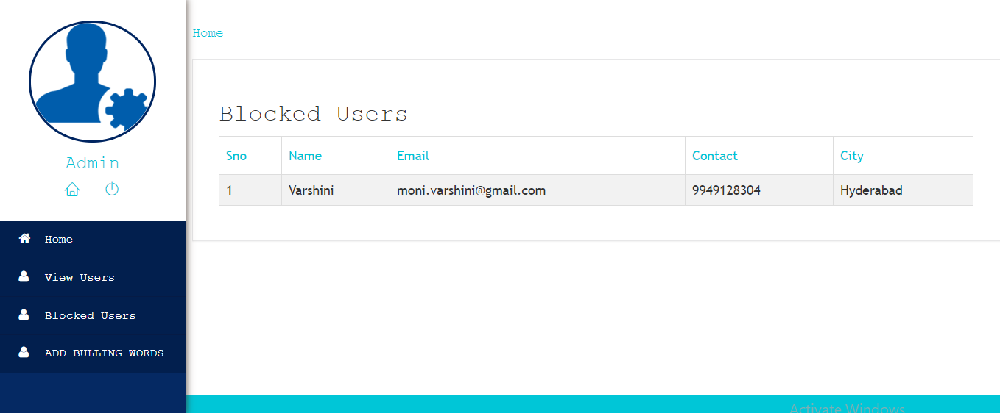 Home
Admin
Home
View Users
Blocked Users
ADD BULLING WORDS
Blocked Users
Sno Name Email Contact City
1 Varshini moni.varshini@gmail.com 9949128304 Hyderabad
Activate Windows